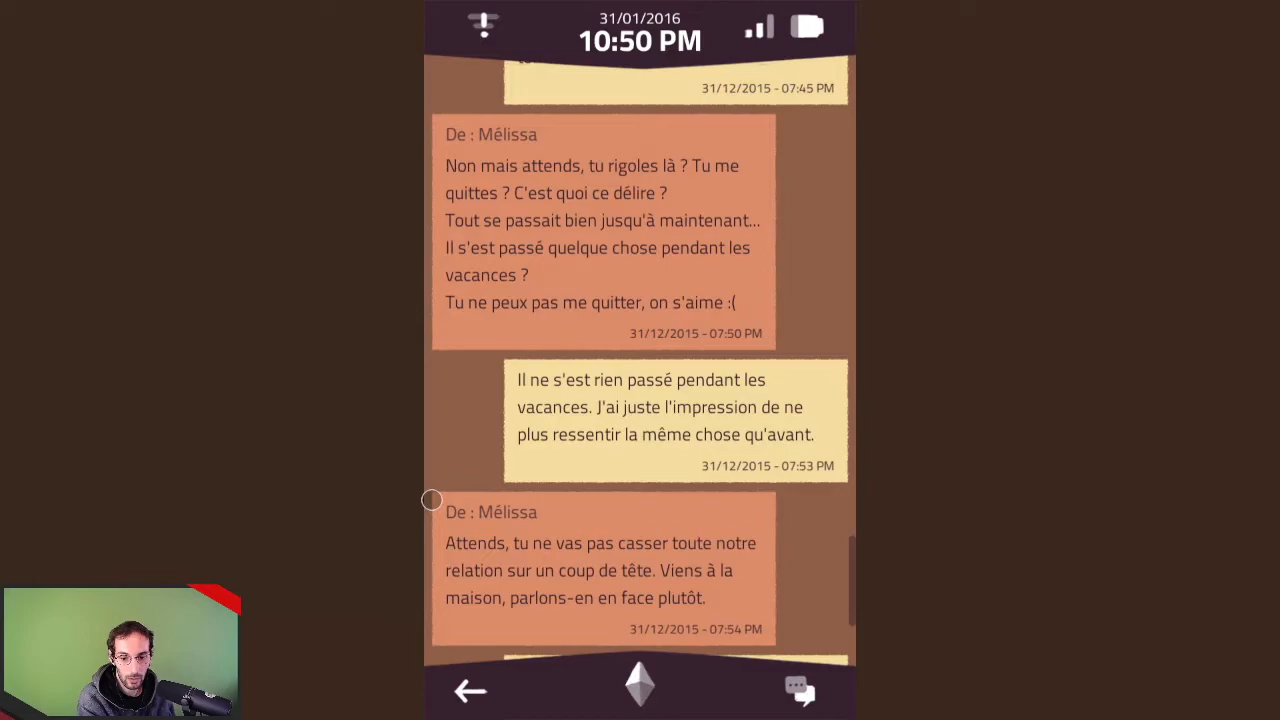 31/01/2016
10:50 PM
31/12/2015 - 07:45 PM
De : Mélissa
Non mais attends, tu rigoles là ? Tu me
quittes ? C'est quoi ce délire ?
Tout se passait bien jusqu'à maintenant...
Il s'est passé quelque chose pendant les
vacances ?
Tu ne peux pas me quitter, on s'aime :(
31/12/2015 - 07:50 PM
Il ne s'est rien passé pendant les
vacances. J'ai juste l'impression de ne
plus ressentir la même chose qu'avant.
31/12/2015 - 07:53 PM
De : Mélissa
Attends, tu ne vas pas casser toute notre
relation sur un coup de tête. Viens à la
maison, parlons-en en face plutôt.
31/12/2015 - 07:54 PM